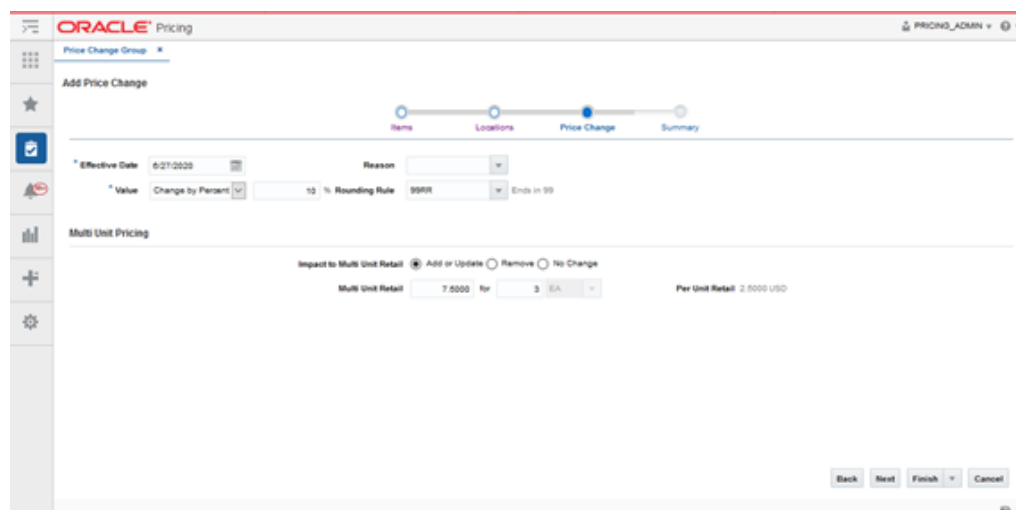 ORACLE Pricing PRICING_ADMIN
Price Change Group ×
Add Price Change
Items Locations Price Change Summary
* Effective Date 6/27/2020 Reason
* Value Change by Percent 10 % Rounding Rule 99RR Ends in 99
Multi Unit Pricing
Impact to Multi Unit Retail Add or Update Remove No Change
Multi Unit Retail 7.5000 for 3 EA Per Unit Retail 2.5000 USD
Back Next Finish Cancel